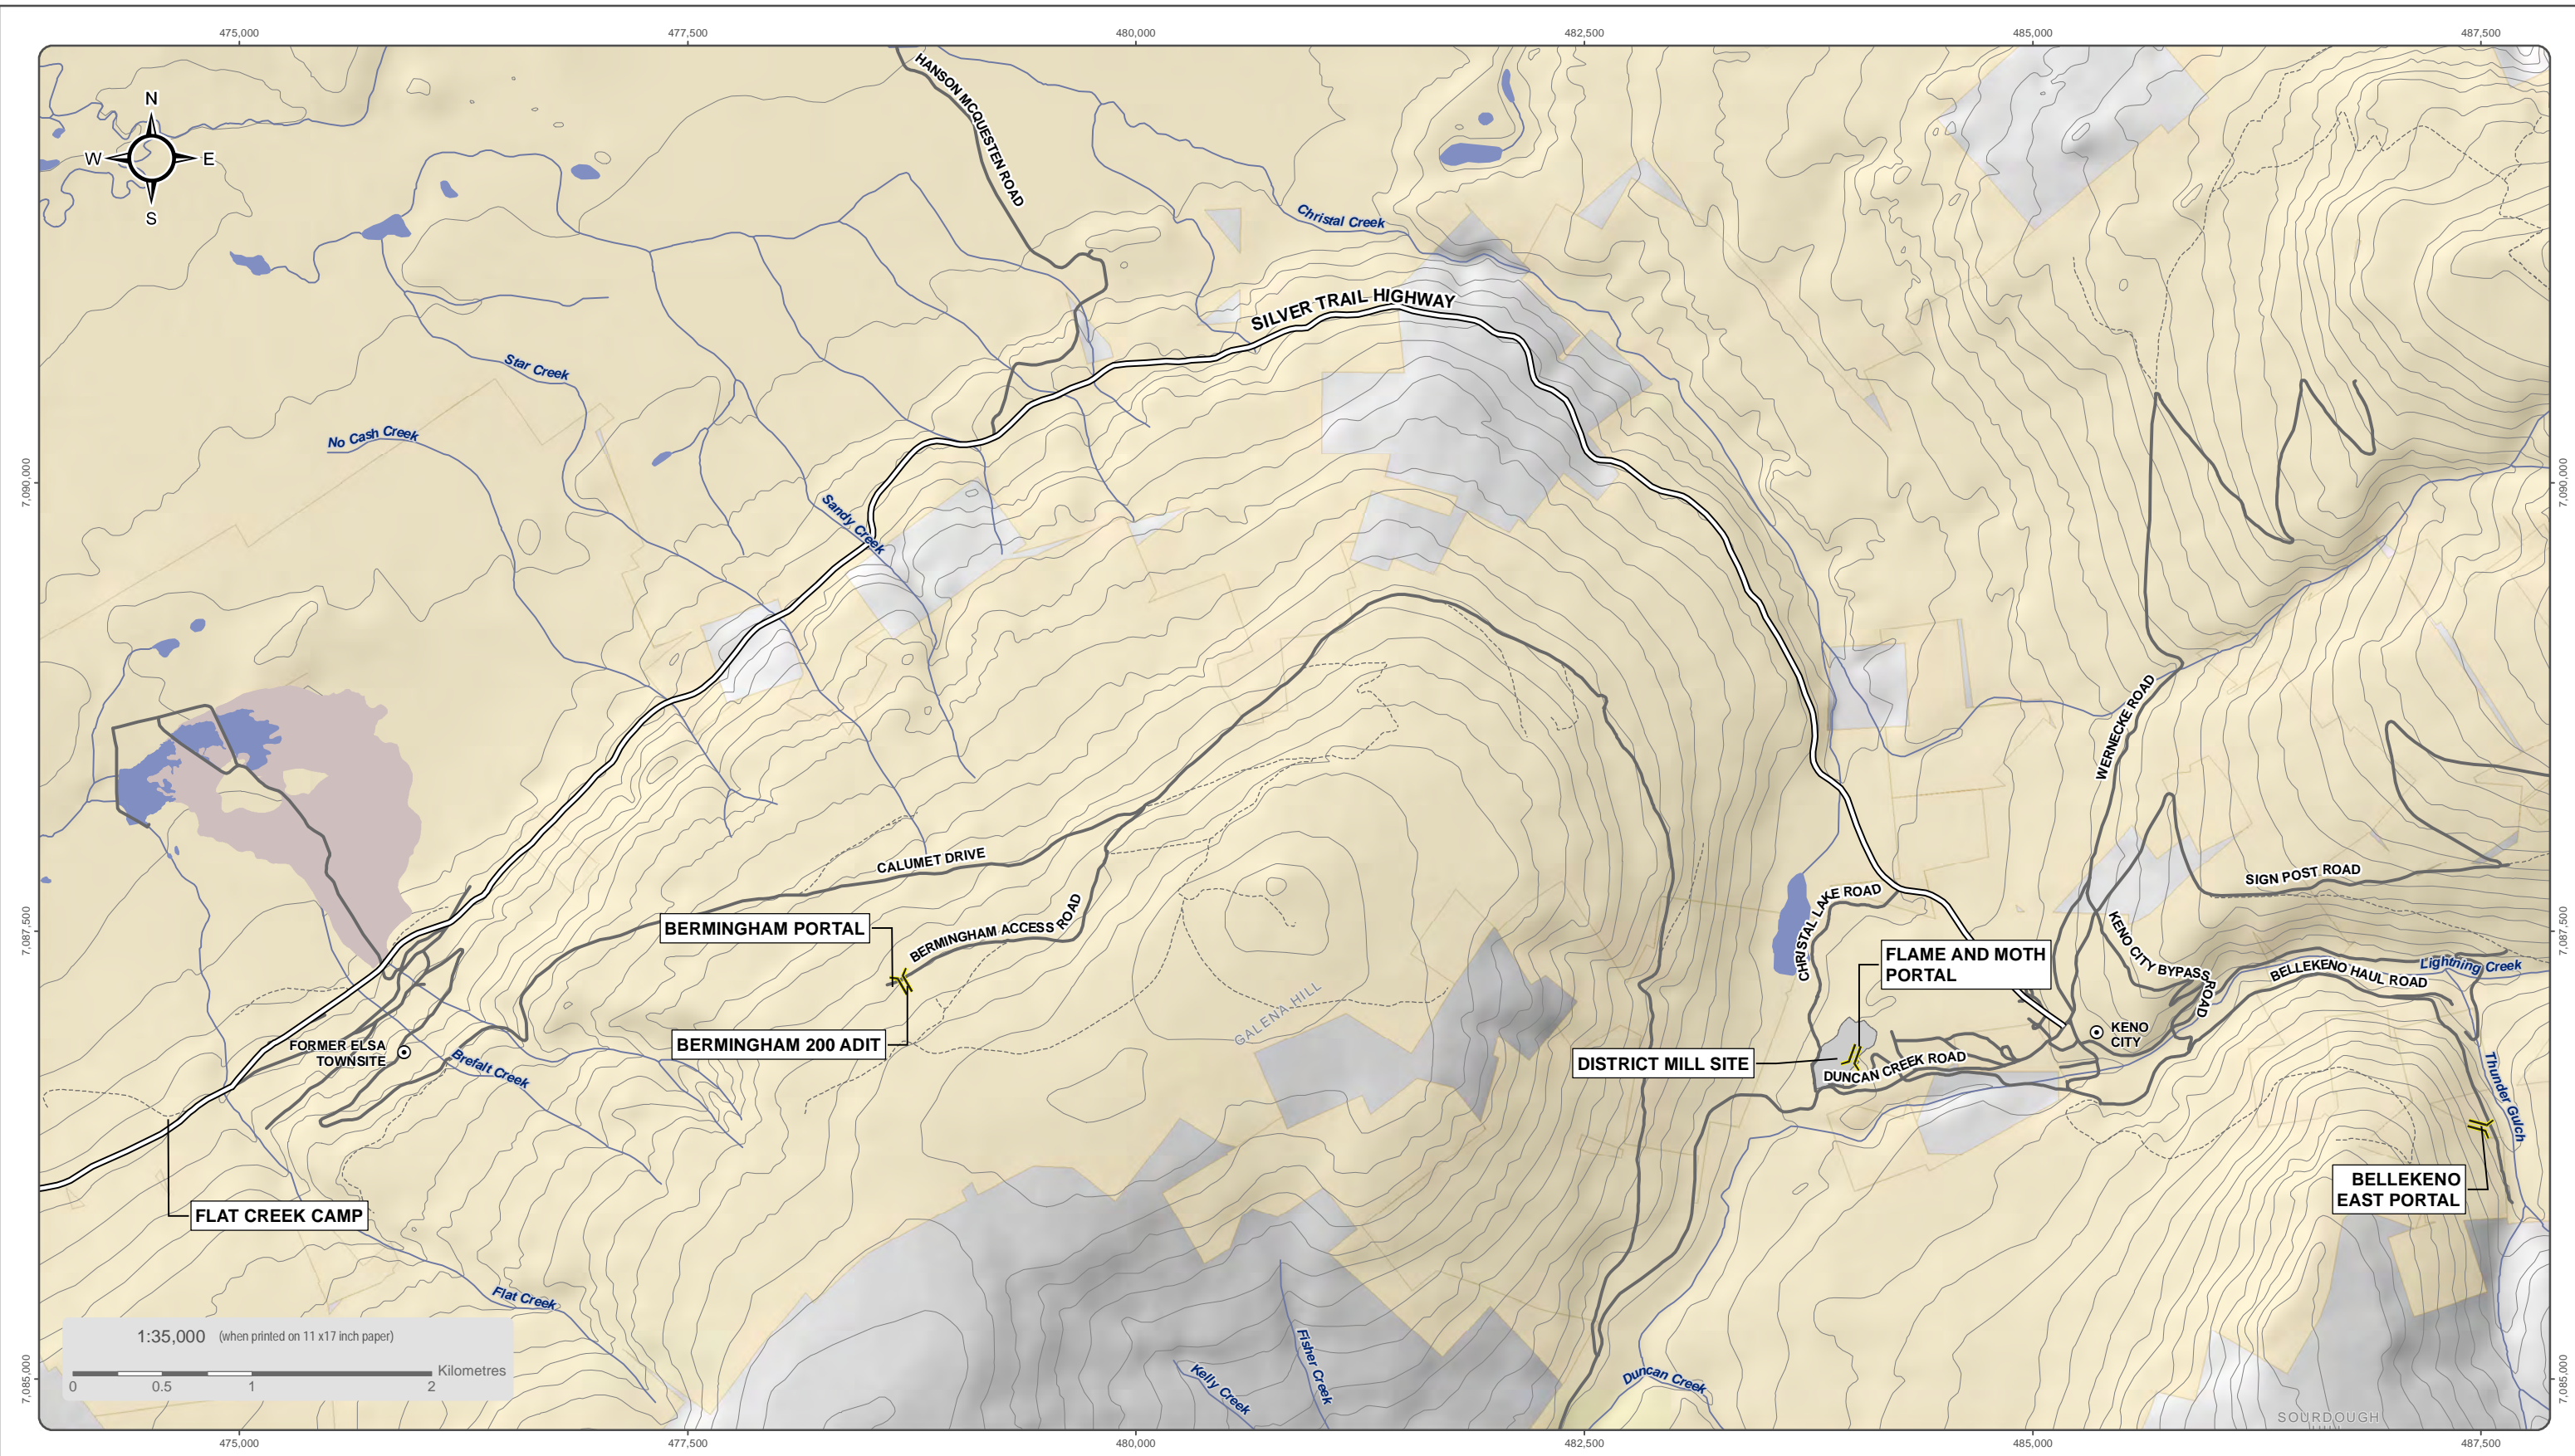 475,000
477,500
480,000
482,500
485,000
487,500
HANSON MCQUESTEN ROAD
N
W
E
S
Christal Creek
SILVER TRAIL HIGHWAY
Star Creek
No Cash Creek
7,090,000
7,090,000
Sandy Creek
WERNECKE ROAD
CALUMET DRIVE
SIGN POST ROAD
CHRISTAL LAKE ROAD
BERMINGHAM PORTAL
BERMINGHAM ACCESS ROAD
7,087,500
7,087,500
KENO CITY BYPASS ROAD
FLAME AND MOTH
PORTAL
Lightning Creek
BELLEKENO HAUL ROAD
GALENA HILL
KENO
CITY
FORMER ELSA
TOWNSITE
BERMINGHAM 200 ADIT
Brefalt Creek
DISTRICT MILL SITE
DUNCAN CREEK ROAD
Thunder Gulch
BELLEKENO
EAST PORTAL
FLAT CREEK CAMP
Flat Creek
Fisher Creek
Kelly Creek
Duncan Creek
1:35,000 (when printed on 11 x17 inch paper)
Kilometres
0
0.5
1
2
7,085,000
7,085,000
SOURDOUGH
475,000
477,500
480,000
482,500
485,000
487,500